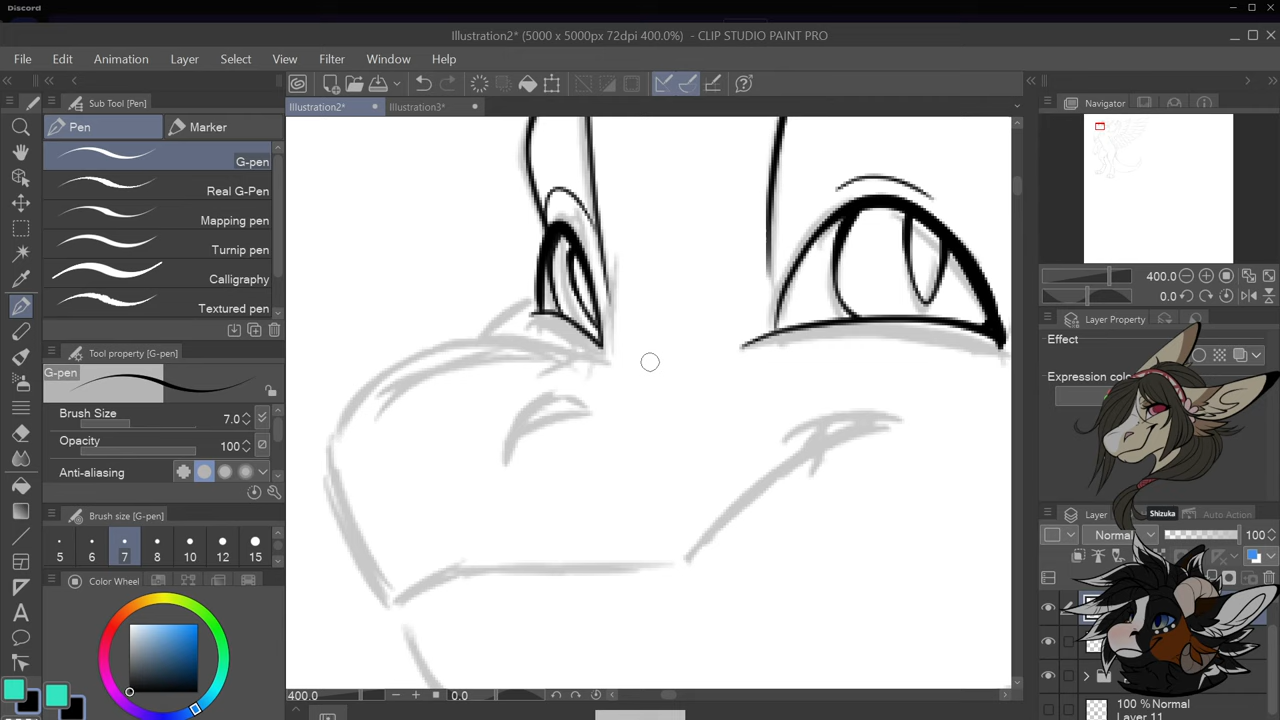 Discord
Illustration2* (5000 x 5000px 72dpi 400.0%) - CLIP STUDIO PAINT PRO
File Edit Animation Layer Select View Filter Window Help
Sub Tool [Pen]
Illustration2* Illustration3*
Navigator
Pen Marker
G-pen
Real G-Pen
Mapping pen
Turnip pen
Calligraphy
Textured pen
400.0
0.0
Layer Property
Effect
Expression colo
Tool property [G-pen]
G-pen
Brush Size 7.0
Opacity 100
Anti-aliasing
Brush size [G-pen]
5 6 7 8 10 12 15
Color Wheel
Layer Shizuka Auto Action
Normal 100
400.0 0.0
100 % Normal
Layer 11